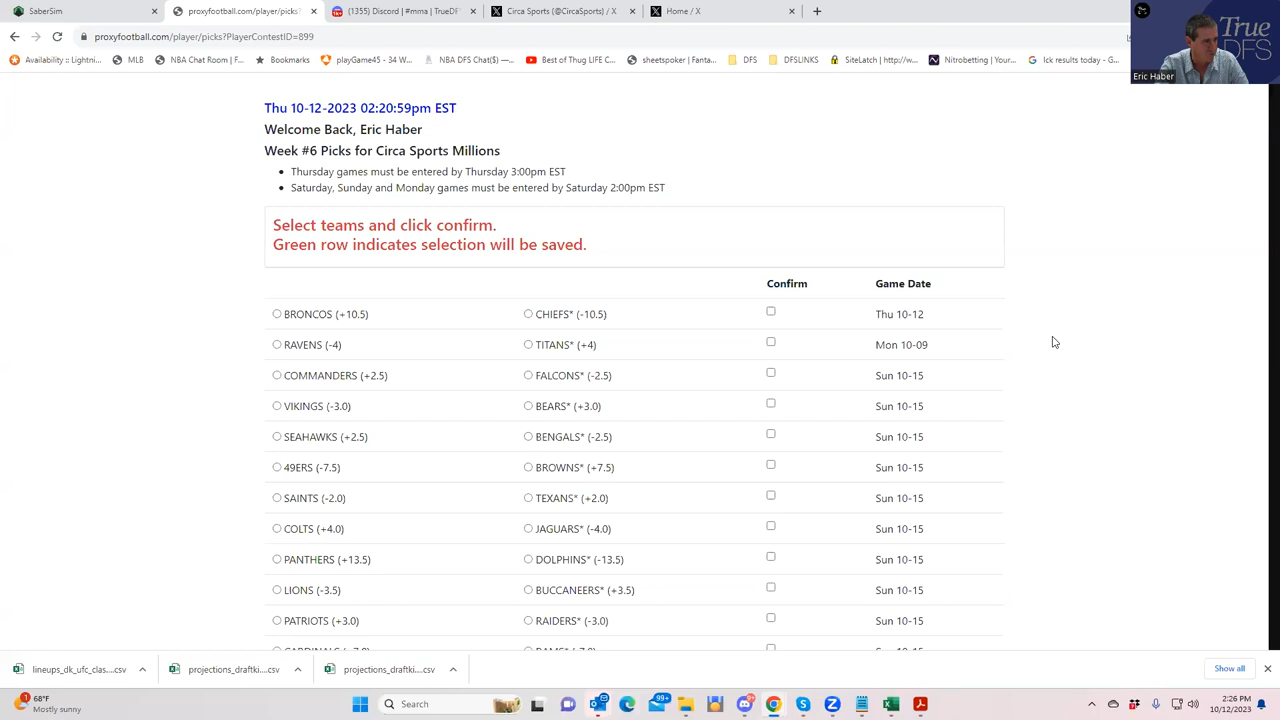 SaberSim
proxyfootball.com/player/picks?
(1355) Discord | #mma | TrueDF
Circa Sports (@CircaSports) / X
Home / X
True
DFS
Eric Haber
proxyfootball.com/player/picks?PlayerContestID=899
Availability :: Lightni...
MLB
NBA Chat Room | F...
Bookmarks
playGame45 - 34 W...
NBA DFS Chat($) —...
Best of Thug LIFE C...
sheetspoker | Fanta...
DFS
DFSLINKS
SiteLatch | http://w...
Nitrobetting | Your...
lck results today - G...
Thu 10-12-2023 02:20:59pm EST
Welcome Back, Eric Haber
Week #6 Picks for Circa Sports Millions
Thursday games must be entered by Thursday 3:00pm EST
Saturday, Sunday and Monday games must be entered by Saturday 2:00pm EST
Select teams and click confirm.
Green row indicates selection will be saved.
Confirm Game Date
BRONCOS (+10.5) CHIEFS* (-10.5) Thu 10-12
RAVENS (-4) TITANS* (+4) Mon 10-09
COMMANDERS (+2.5) FALCONS* (-2.5) Sun 10-15
VIKINGS (-3.0) BEARS* (+3.0) Sun 10-15
SEAHAWKS (+2.5) BENGALS* (-2.5) Sun 10-15
49ERS (-7.5) BROWNS* (+7.5) Sun 10-15
SAINTS (-2.0) TEXANS* (+2.0) Sun 10-15
COLTS (+4.0) JAGUARS* (-4.0) Sun 10-15
PANTHERS (+13.5) DOLPHINS* (-13.5) Sun 10-15
LIONS (-3.5) BUCCANEERS* (+3.5) Sun 10-15
PATRIOTS (+3.0) RAIDERS* (-3.0) Sun 10-15
lineups_dk_ufc_clas....csv
projections_draftki....csv
projections_draftki....csv
Show all
68°F
Mostly sunny
Search
99+
2:26 PM
10/12/2023